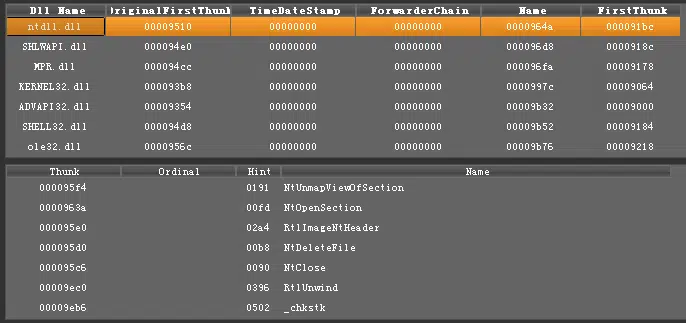 Dll Name OriginalFirstThunk TimeDateStamp ForwarderChain Name FirstThunk
ntdll.dll 00009510 00000000 00000000 0000964a 000091bc
SHLWAPI.dll 000094e0 00000000 00000000 000096d8 0000918c
MPR.dll 000094cc 00000000 00000000 000096fa 00009178
KERNEL32.dll 000093b8 00000000 00000000 0000997c 00009064
ADVAPI32.dll 00009354 00000000 00000000 00009b32 00009000
SHELL32.dll 000094d8 00000000 00000000 00009b52 00009184
ole32.dll 0000956c 00000000 00000000 00009b76 00009218
Thunk Ordinal Hint Name
000095f4 0191 NtUnmapViewOfSection
0000963a 00fd NtOpenSection
000095e0 02a4 RtlImageNtHeader
000095d0 00b8 NtDeleteFile
000095c6 0090 NtClose
00009ec0 0396 RtlUnwind
00009eb6 0502 _chkstk